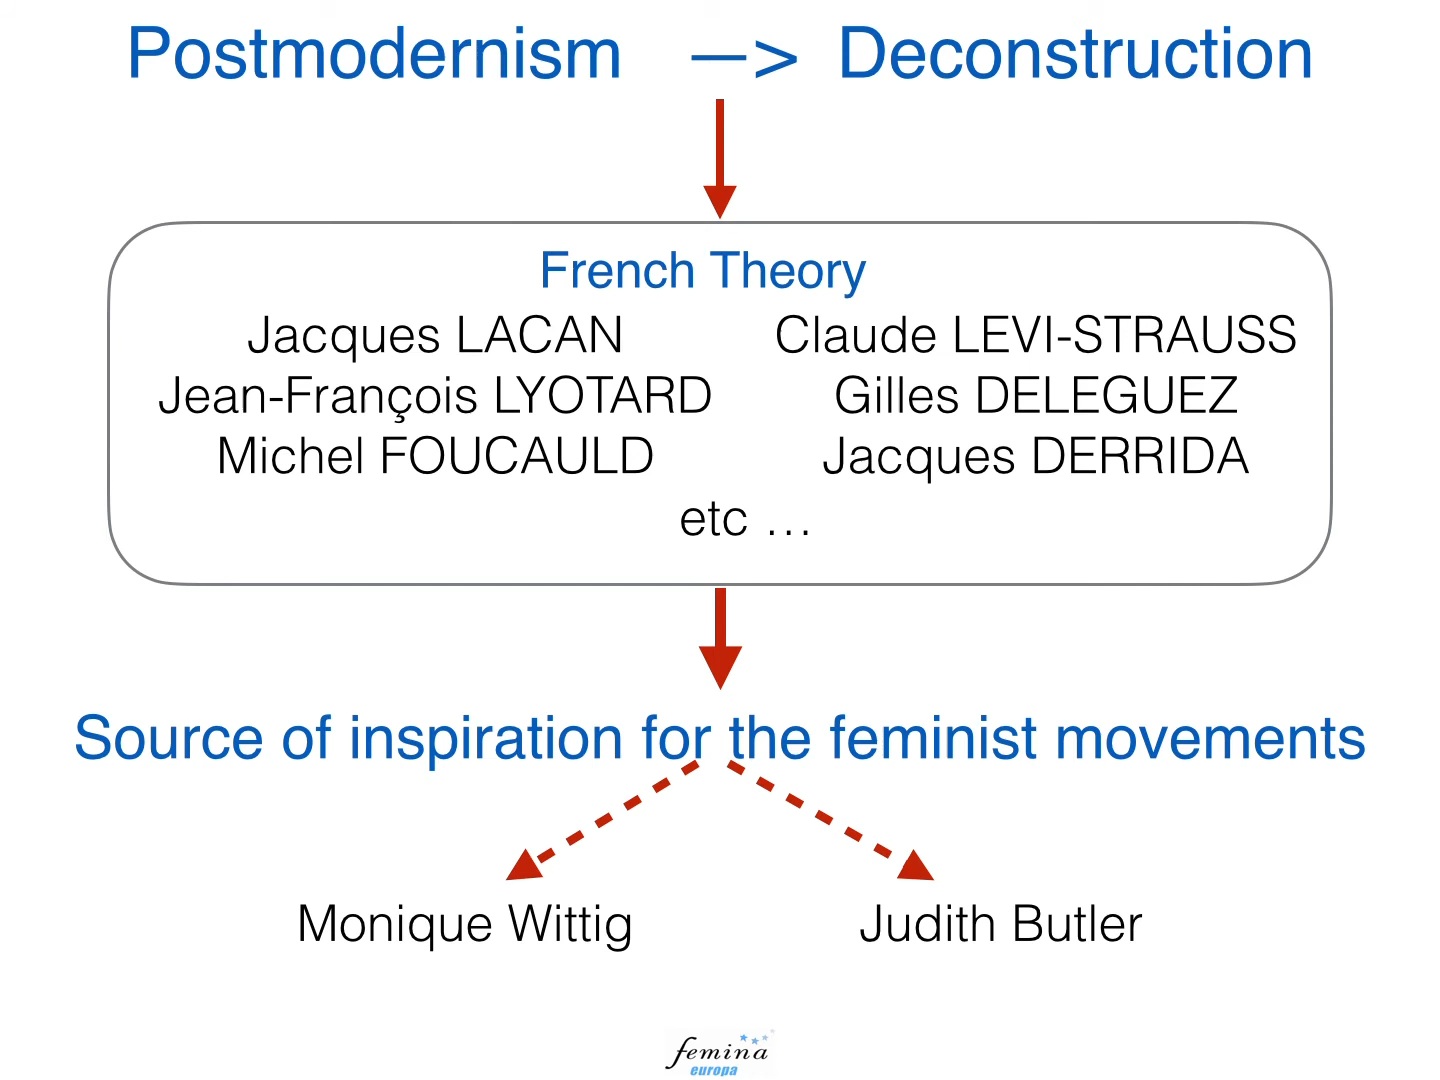 Postmodernism —> Deconstruction
French Theory
Jacques LACAN Claude LEVI-STRAUSS
Jean-François LYOTARD Gilles DELEGUEZ
Michel FOUCAULD Jacques DERRIDA
etc …
Source of inspiration for the feminist movements
Monique Wittig Judith Butler
femina
europa